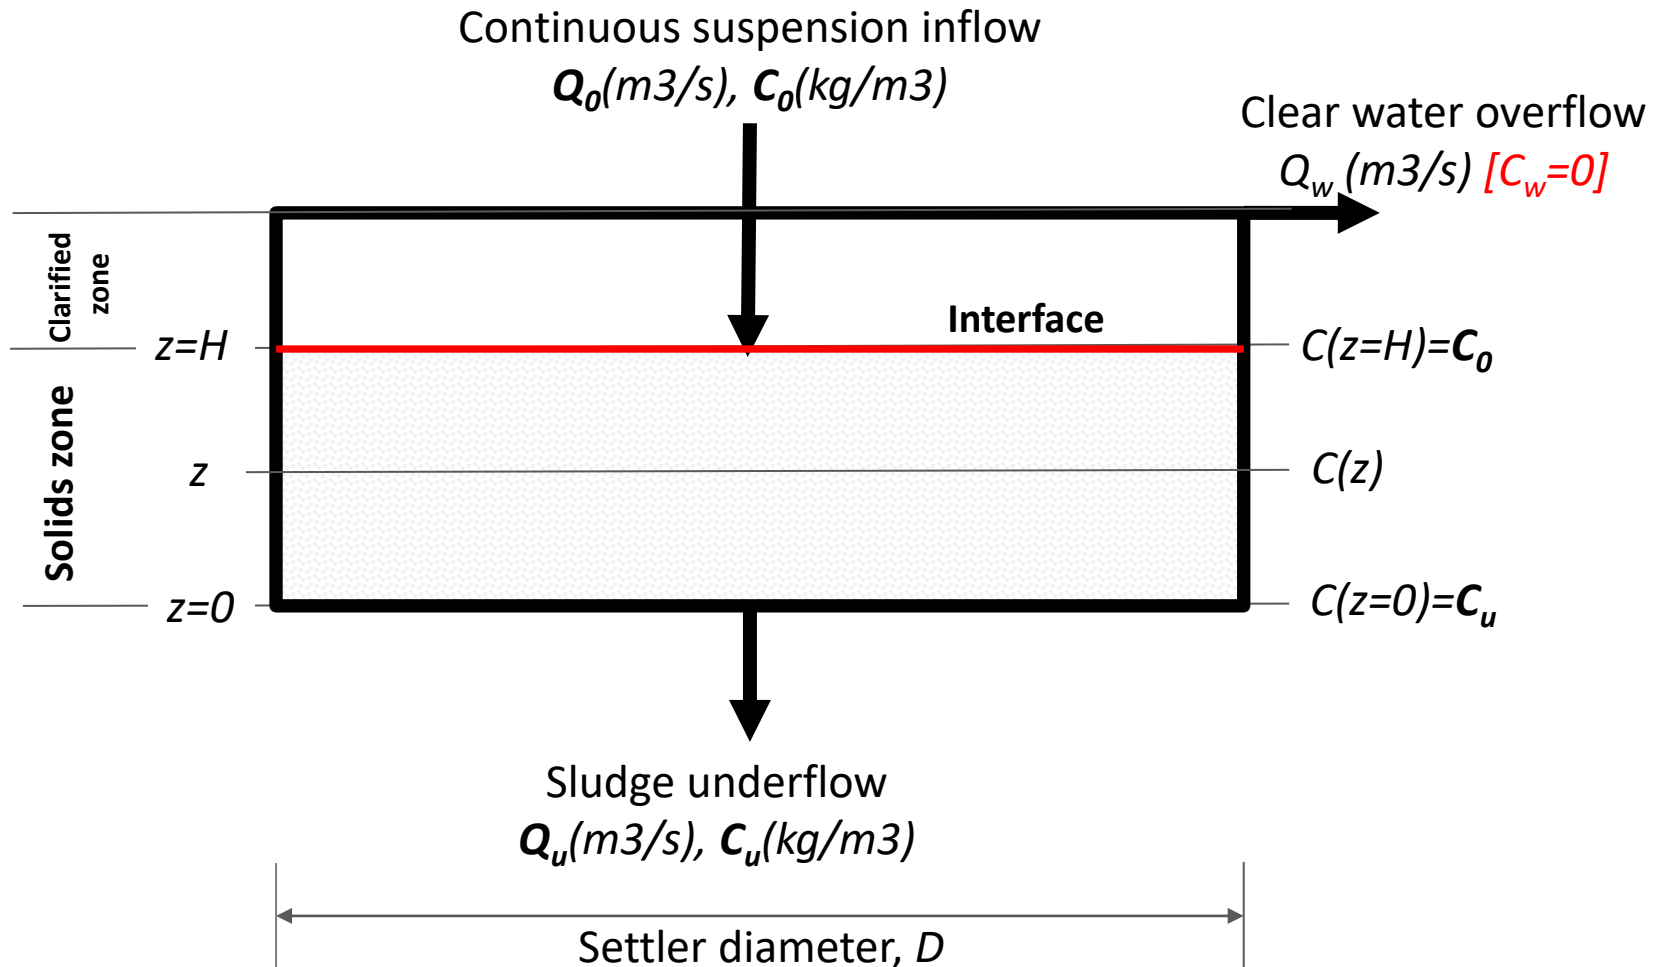 Continuous suspension inflow
Q0(m3/s), C0(kg/m3)
Clear water overflow
Qw (m3/s) [Cw=0]
Clarified
zone
Interface
z=H
C(z=H)=C0
Solids zone
z
C(z)
z=0
C(z=0)=Cu
Sludge underflow
Qu(m3/s), Cu(kg/m3)
Settler diameter, D